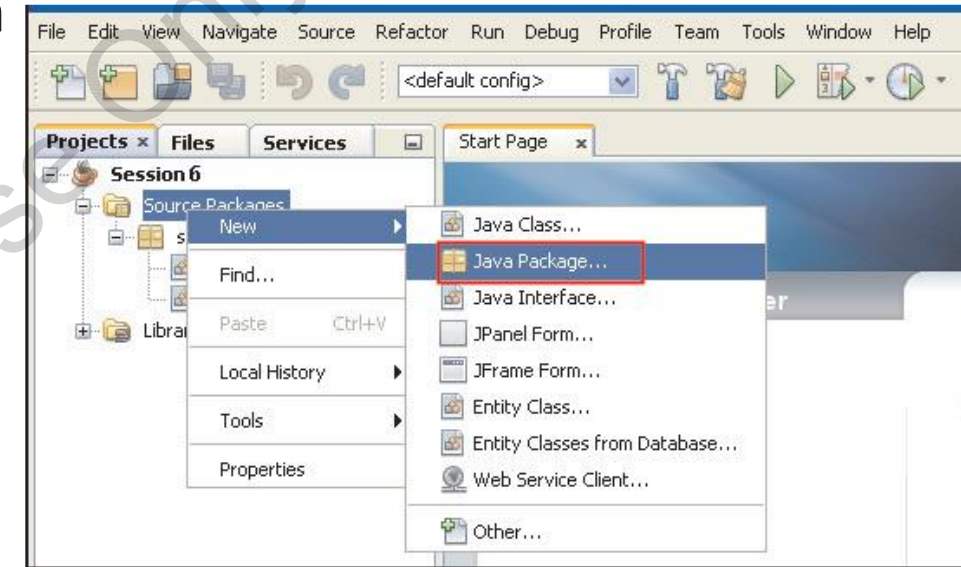 File Edit View Navigate Source Refactor Run Debug Profile Team Tools Window Help
<default config>
Projects × Files Services
Start Page ×
Session 6
Source Packages
s
Librar
New
Find...
Paste Ctrl+V
Local History
Tools
Properties
Java Class...
Java Package...
Java Interface...
JPanel Form...
JFrame Form...
Entity Class...
Entity Classes from Database...
Web Service Client...
Other...
er